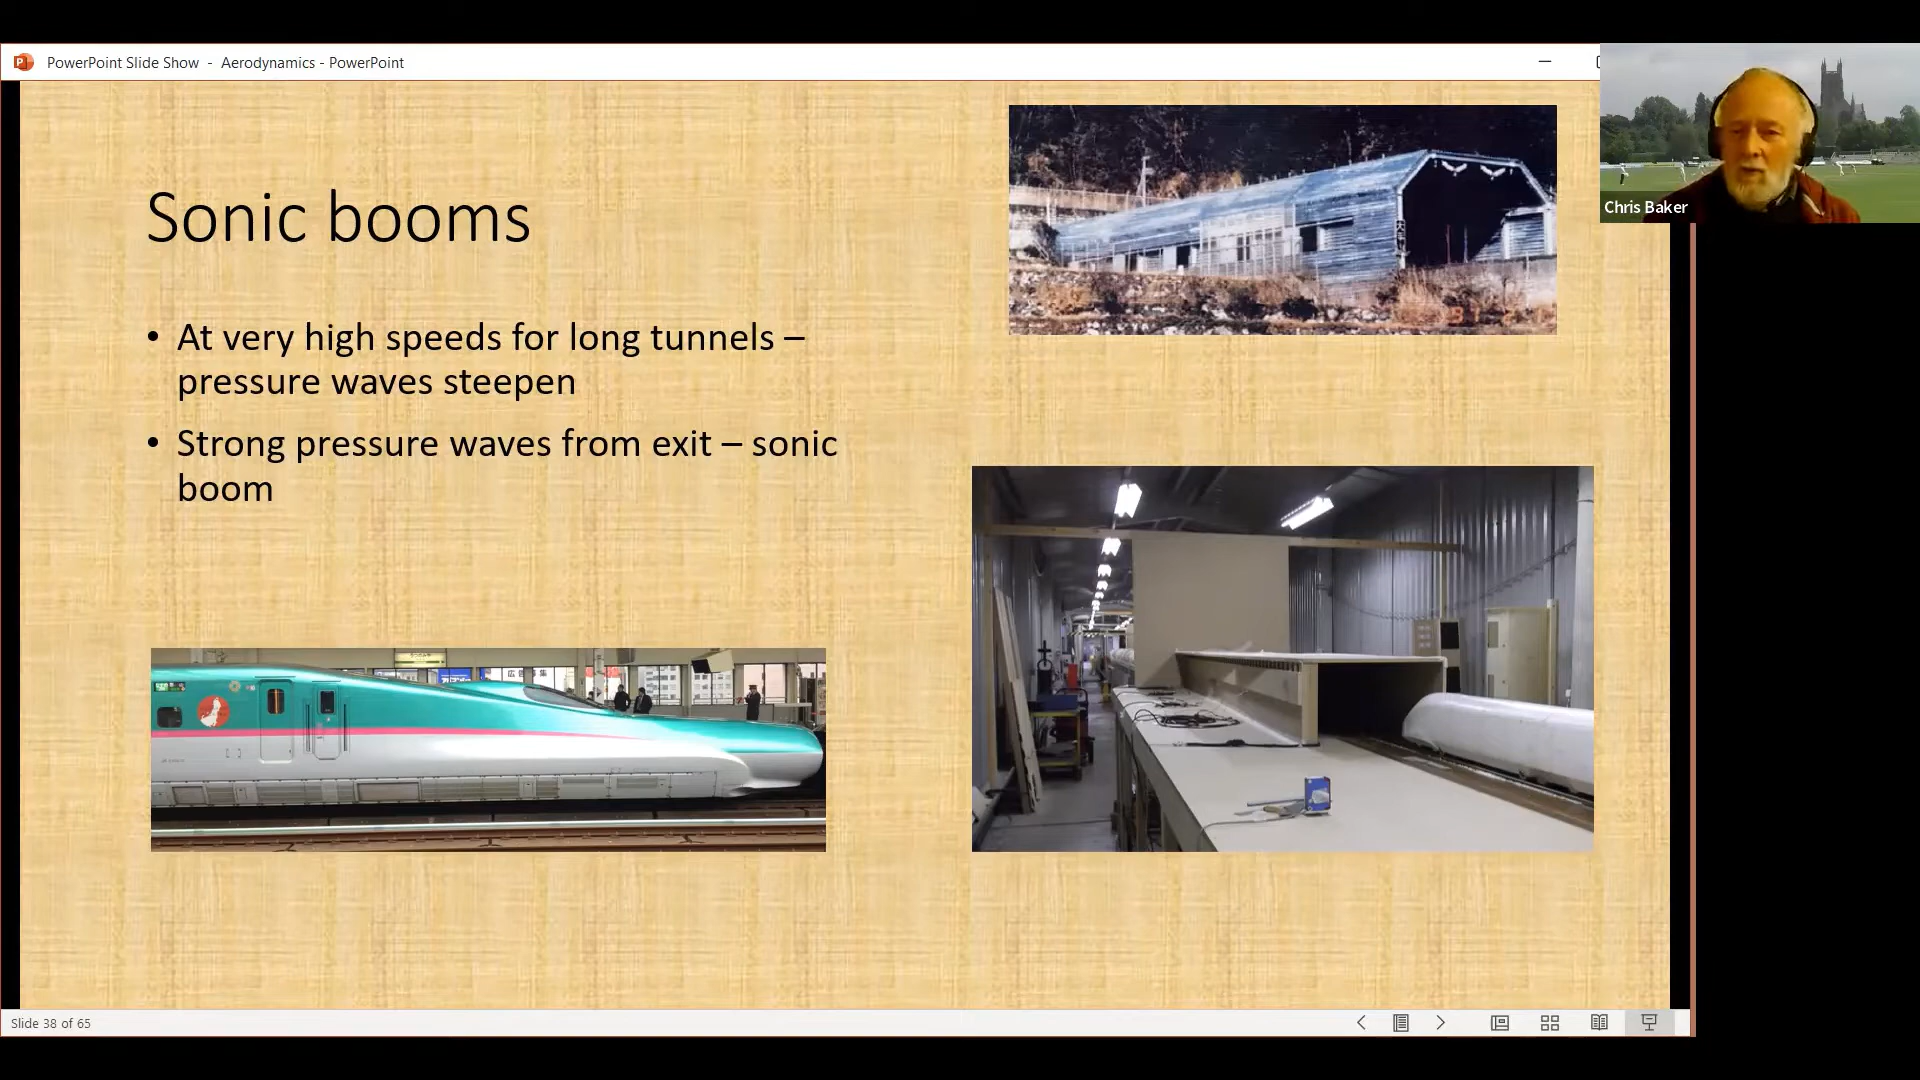 PowerPoint Slide Show - Aerodynamics - PowerPoint
Chris Baker
Sonic booms
• At very high speeds for long tunnels –
pressure waves steepen
• Strong pressure waves from exit – sonic
boom
Slide 38 of 65